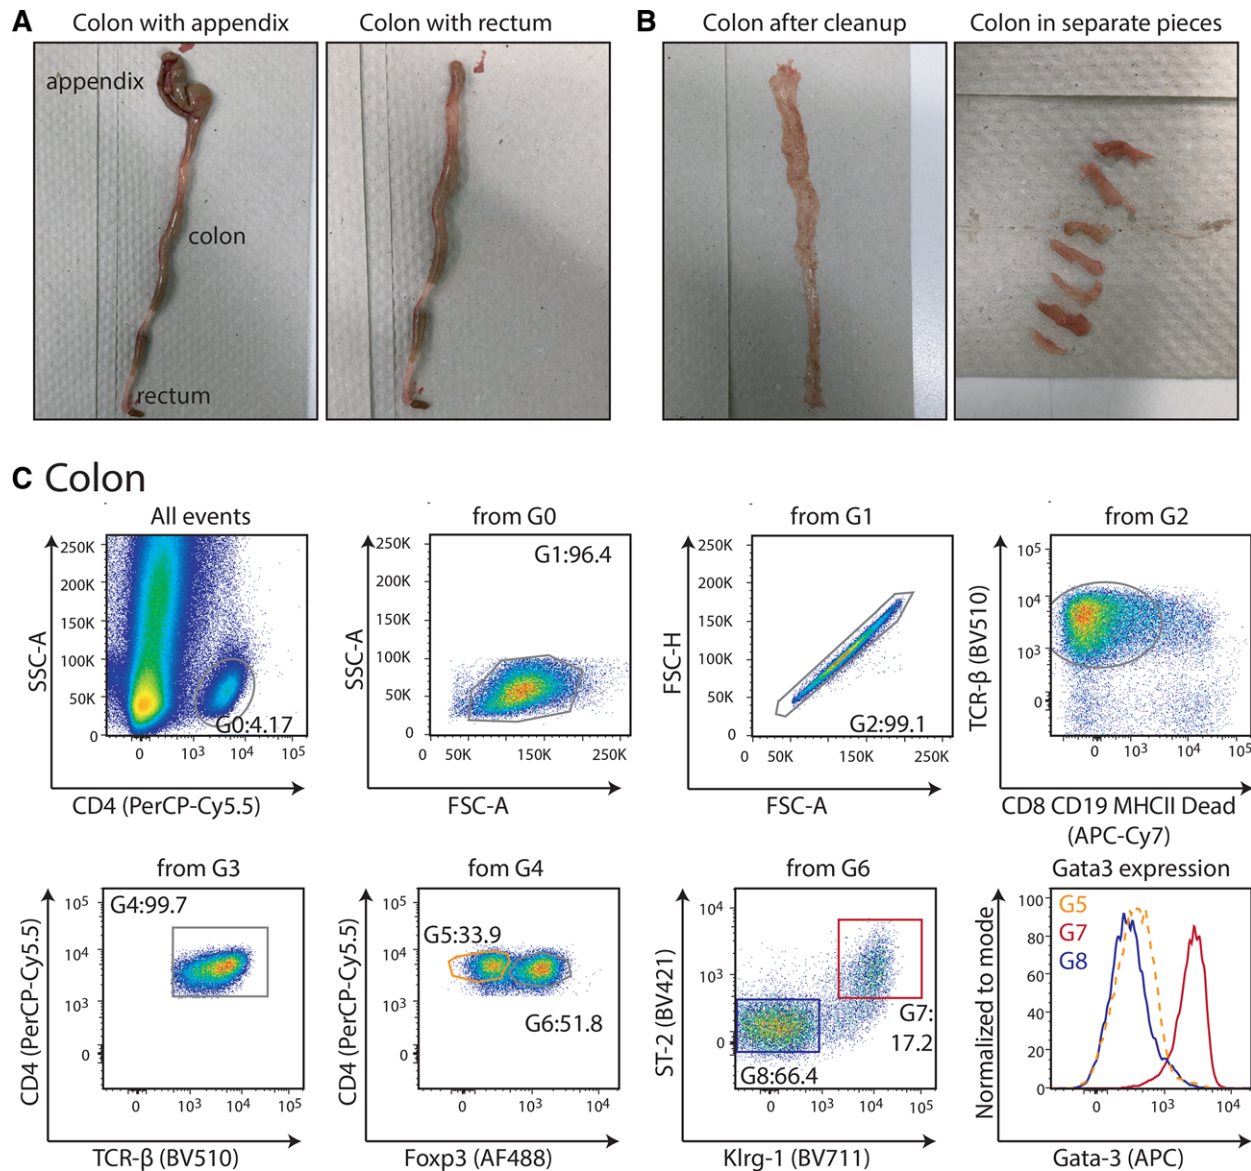 A Colon with appendix Colon with rectum B Colon after cleanup Colon in separate pieces
appendix
colon
rectum
C Colon
All events
250K
200K
150K
100K
50K
0
SSC-A
G0:4.17
0 10³ 10⁴ 10⁵
CD4 (PerCP-Cy5.5)
from G0
250K
200K
150K
100K
50K
0
SSC-A
G1:96.4
50K 150K 250K
FSC-A
from G1
250K
200K
150K
100K
50K
0
FSC-H
G2:99.1
50K 150K 250K
FSC-A
from G2
10⁵
10⁴
10³
0
TCR-β (BV510)
0 10³ 10⁴ 10⁵
CD8 CD19 MHCII Dead
(APC-Cy7)
from G3
10⁵
10⁴
10³
0
CD4 (PerCP-Cy5.5)
G4:99.7
0 10³ 10⁴ 10⁵
TCR-β (BV510)
fom G4
10⁵
10⁴
10³
0
CD4 (PerCP-Cy5.5)
G5:33.9
G6:51.8
0 10³ 10⁴
Foxp3 (AF488)
from G6
10⁴
10³
0
ST-2 (BV421)
G7:
17.2
G8:66.4
0 10³ 10⁴ 10⁵
Klrg-1 (BV711)
Gata3 expression
100
80
60
40
20
0
Normalized to mode
G5
G7
G8
0 10³ 10⁴
Gata-3 (APC)